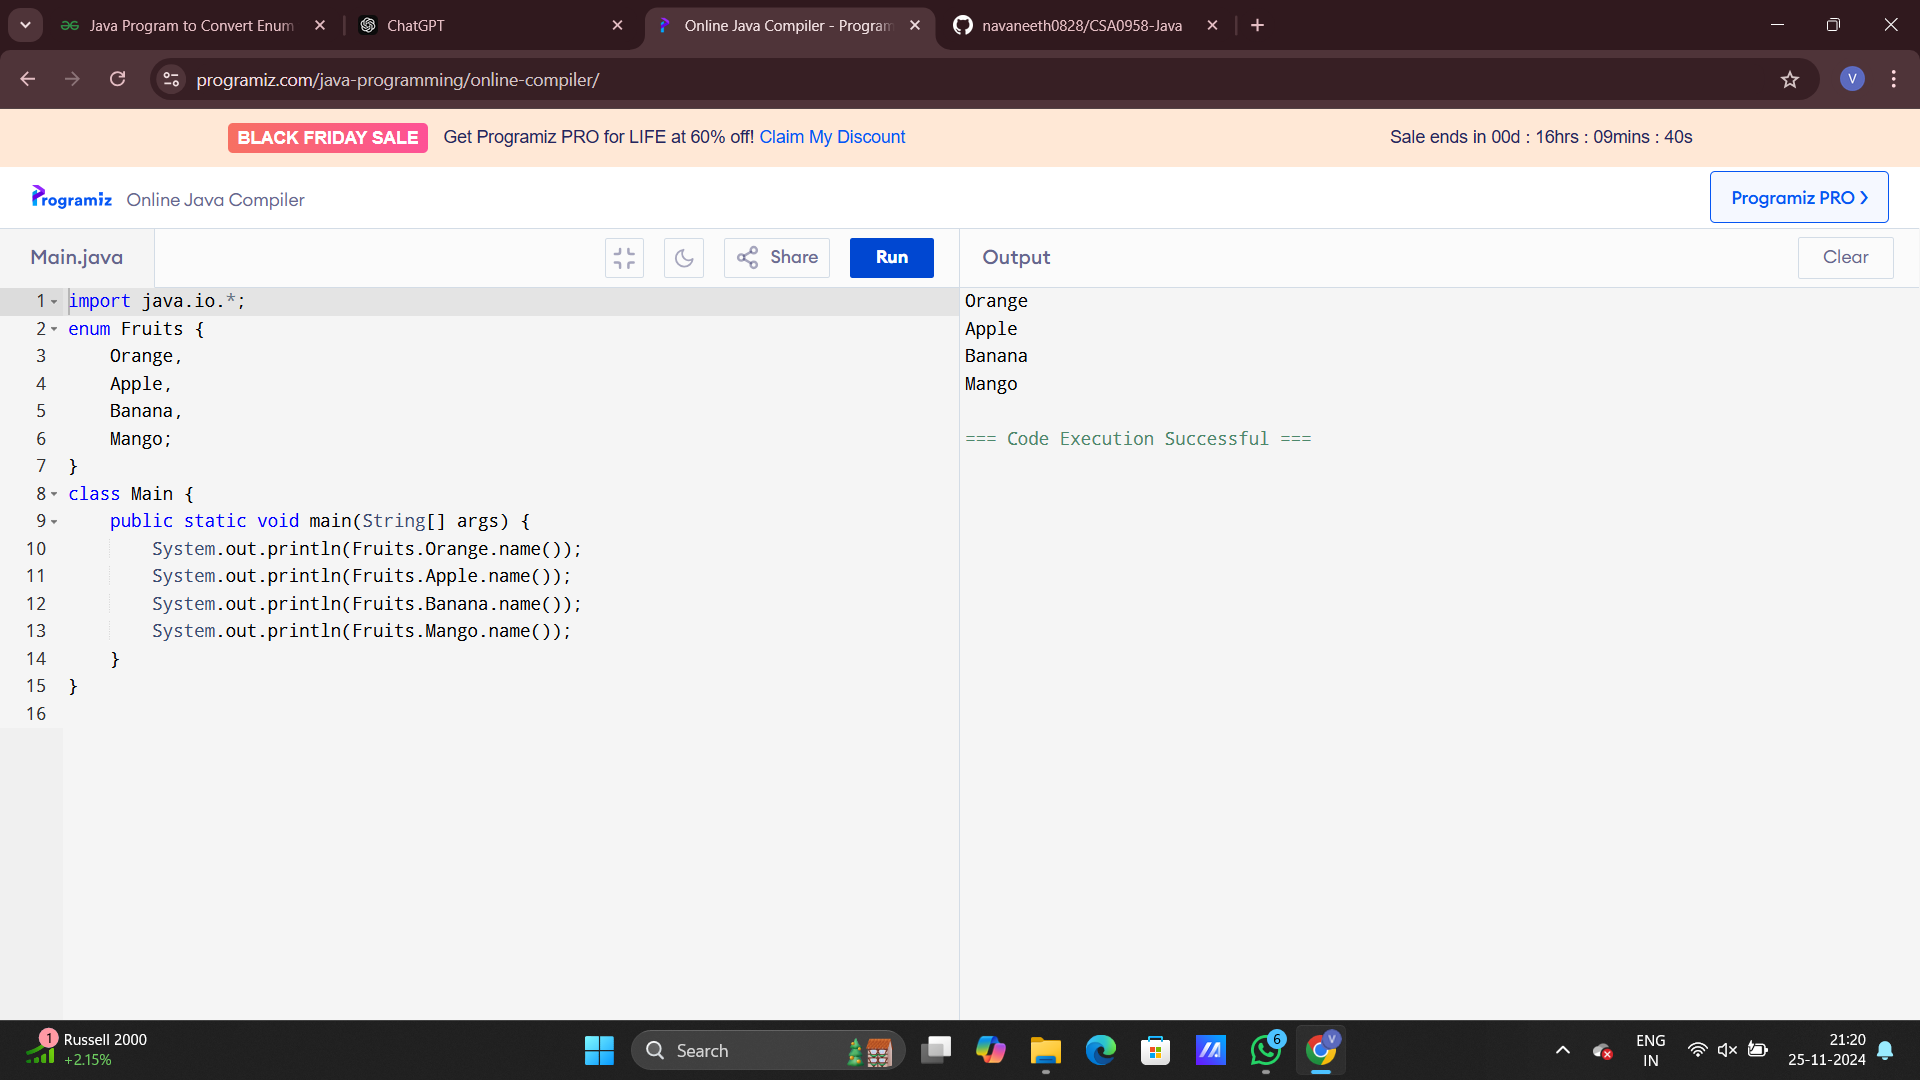 Java Program to Convert Enum
ChatGPT
Online Java Compiler - Program
navaneeth0828/CSA0958-Java
programiz.com/java-programming/online-compiler/
V
BLACK FRIDAY SALE Get Programiz PRO for LIFE at 60% off! Claim My Discount
Sale ends in 00d : 16hrs : 09mins : 40s
Programiz Online Java Compiler
Programiz PRO
Main.java
Share
Run
Output
Clear
1 import java.io.*;
2 enum Fruits {
3 Orange,
4 Apple,
5 Banana,
6 Mango;
7 }
8 class Main {
9 public static void main(String[] args) {
10 System.out.println(Fruits.Orange.name());
11 System.out.println(Fruits.Apple.name());
12 System.out.println(Fruits.Banana.name());
13 System.out.println(Fruits.Mango.name());
14 }
15 }
16
Orange
Apple
Banana
Mango
=== Code Execution Successful ===
1
Russell 2000
+2.15%
Search
6
V
ENG
IN
21:20
25-11-2024